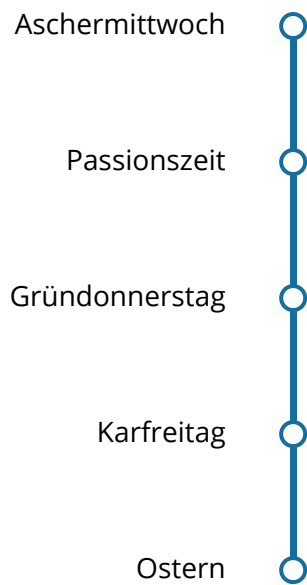 Aschermittwoch
Passionszeit
Gründonnerstag
Karfreitag
Ostern